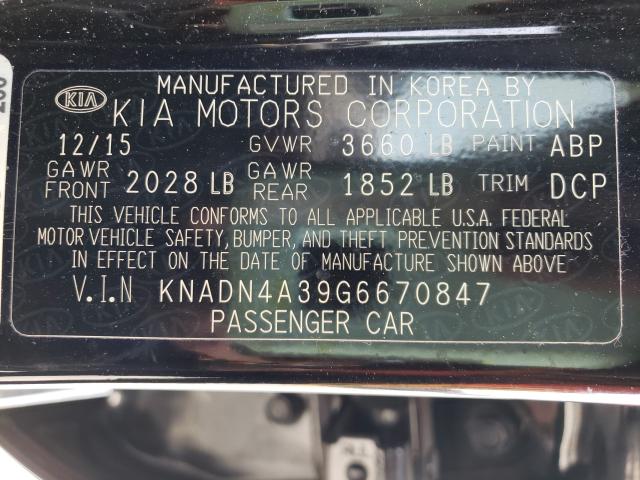 MANUFACTURED IN KOREA BY
KIA KIA MOTORS CORPORATION
12/15 GVWR 3660 LB PAINT ABP
GAWR FRONT 2028 LB GAWR REAR 1852 LB TRIM DCP
THIS VEHICLE CONFORMS TO ALL APPLICABLE U.S.A. FEDERAL
MOTOR VEHICLE SAFETY, BUMPER, AND THEFT PREVENTION STANDARDS
IN EFFECT ON THE DATE OF MANUFACTURE SHOWN ABOVE
V.I.N KNADN4A39G6670847
PASSENGER CAR